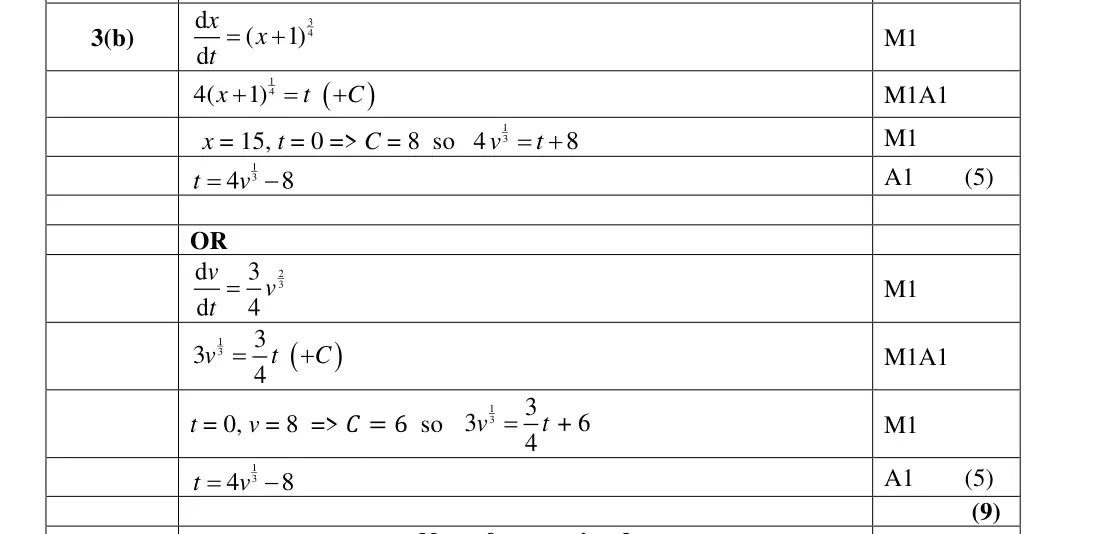 3(b) dx/dt = (x+1)^(3/4) M1
4(x+1)^(1/4) = t (+C) M1A1
x = 15, t = 0 => C = 8 so 4v^(1/3) = t + 8 M1
t = 4v^(1/3) – 8 A1 (5)
OR
dv/dt = 3/4 v^(2/3) M1
3v^(1/3) = 3/4 t (+C) M1A1
t = 0, v = 8 => C = 6 so 3v^(1/3) = 3/4 t + 6 M1
t = 4v^(1/3) – 8 A1 (5)
(9)